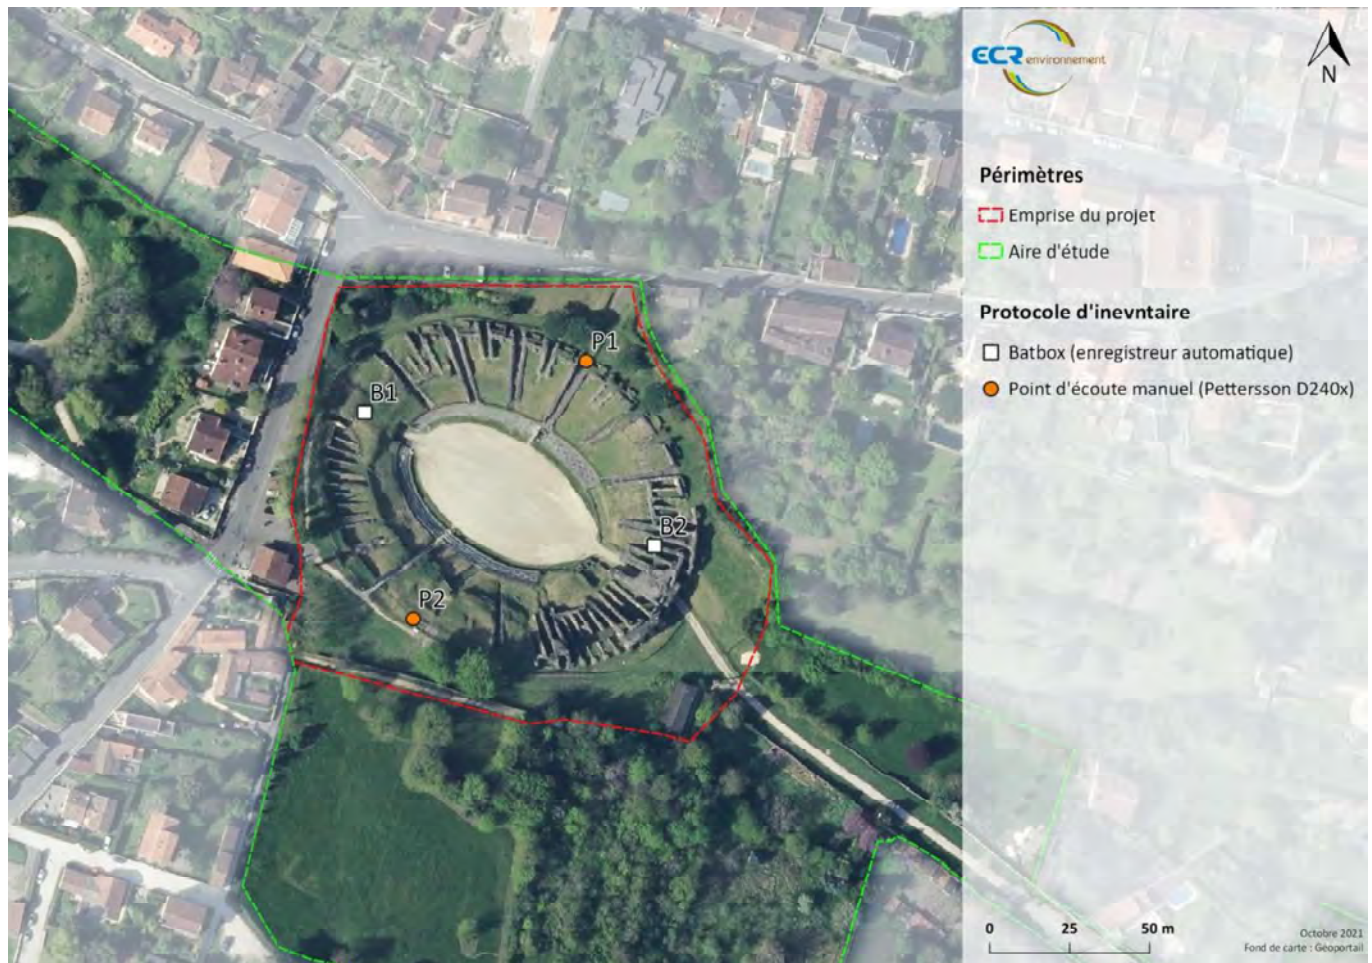 ECR environnement
N
Périmètres
Emprise du projet
Aire d'étude
Protocole d'inevntaire
Batbox (enregistreur automatique)
Point d'écoute manuel (Pettersson D240x)
P1
B1
B2
P2
0 25 50 m
Octobre 2021
Fond de carte : Géoportail